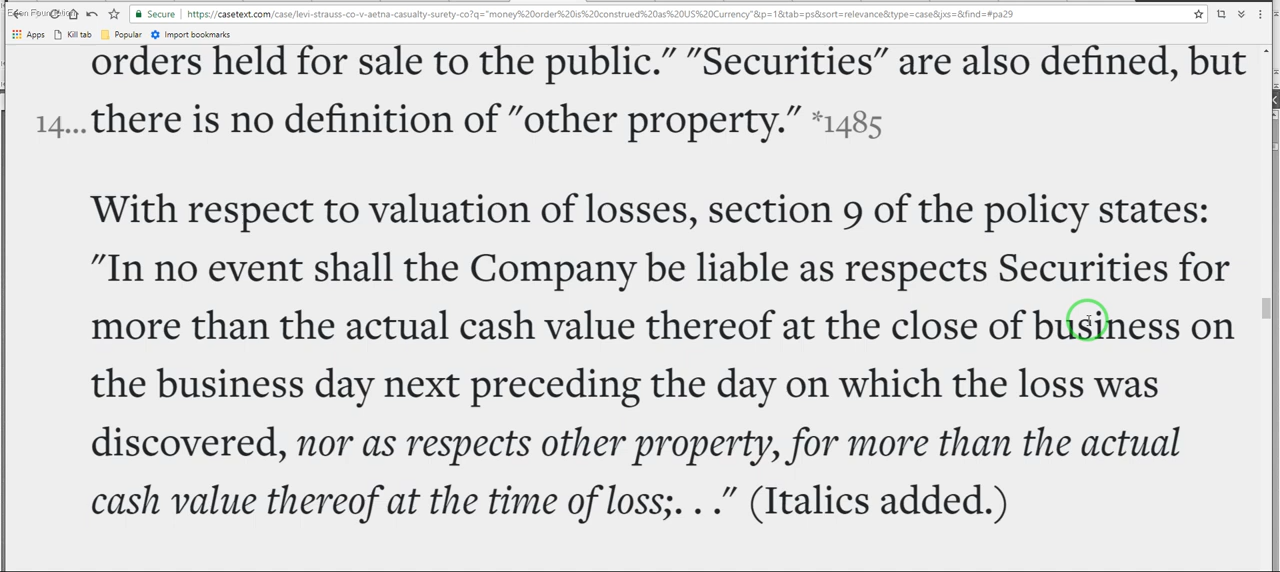 Secure https://casetext.com/case/levi-strauss-co-v-aetna-casualty-surety-co?q="money%20order%20is%20construed%20as%20US%20Currency"&p=1&tab=ps&sort=relevance&type=case&jxs=&find=#pa29
Apps Kill tab Popular Import bookmarks
orders held for sale to the public." "Securities" are also defined, but
14... there is no definition of "other property." *1485
With respect to valuation of losses, section 9 of the policy states:
"In no event shall the Company be liable as respects Securities for
more than the actual cash value thereof at the close of business on
the business day next preceding the day on which the loss was
discovered, nor as respects other property, for more than the actual
cash value thereof at the time of loss;. . ." (Italics added.)